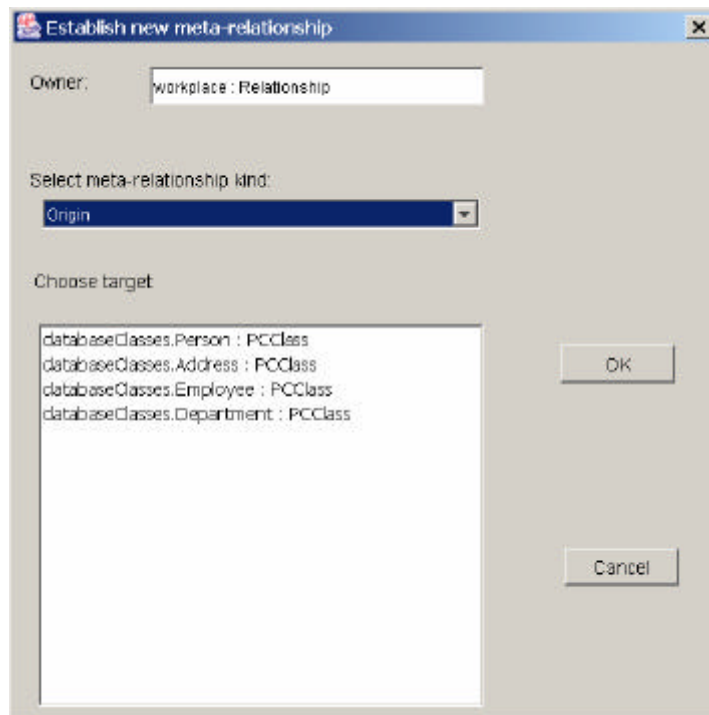 Establish new meta-relationship
Owner:
workplace : Relationship
Select meta-relationship kind:
Origin
Choose target
databaseClasses.Person : PCClass
databaseClasses.Address : PCClass
databaseClasses.Employee : PCClass
databaseClasses.Department : PCClass
OK
Cancel